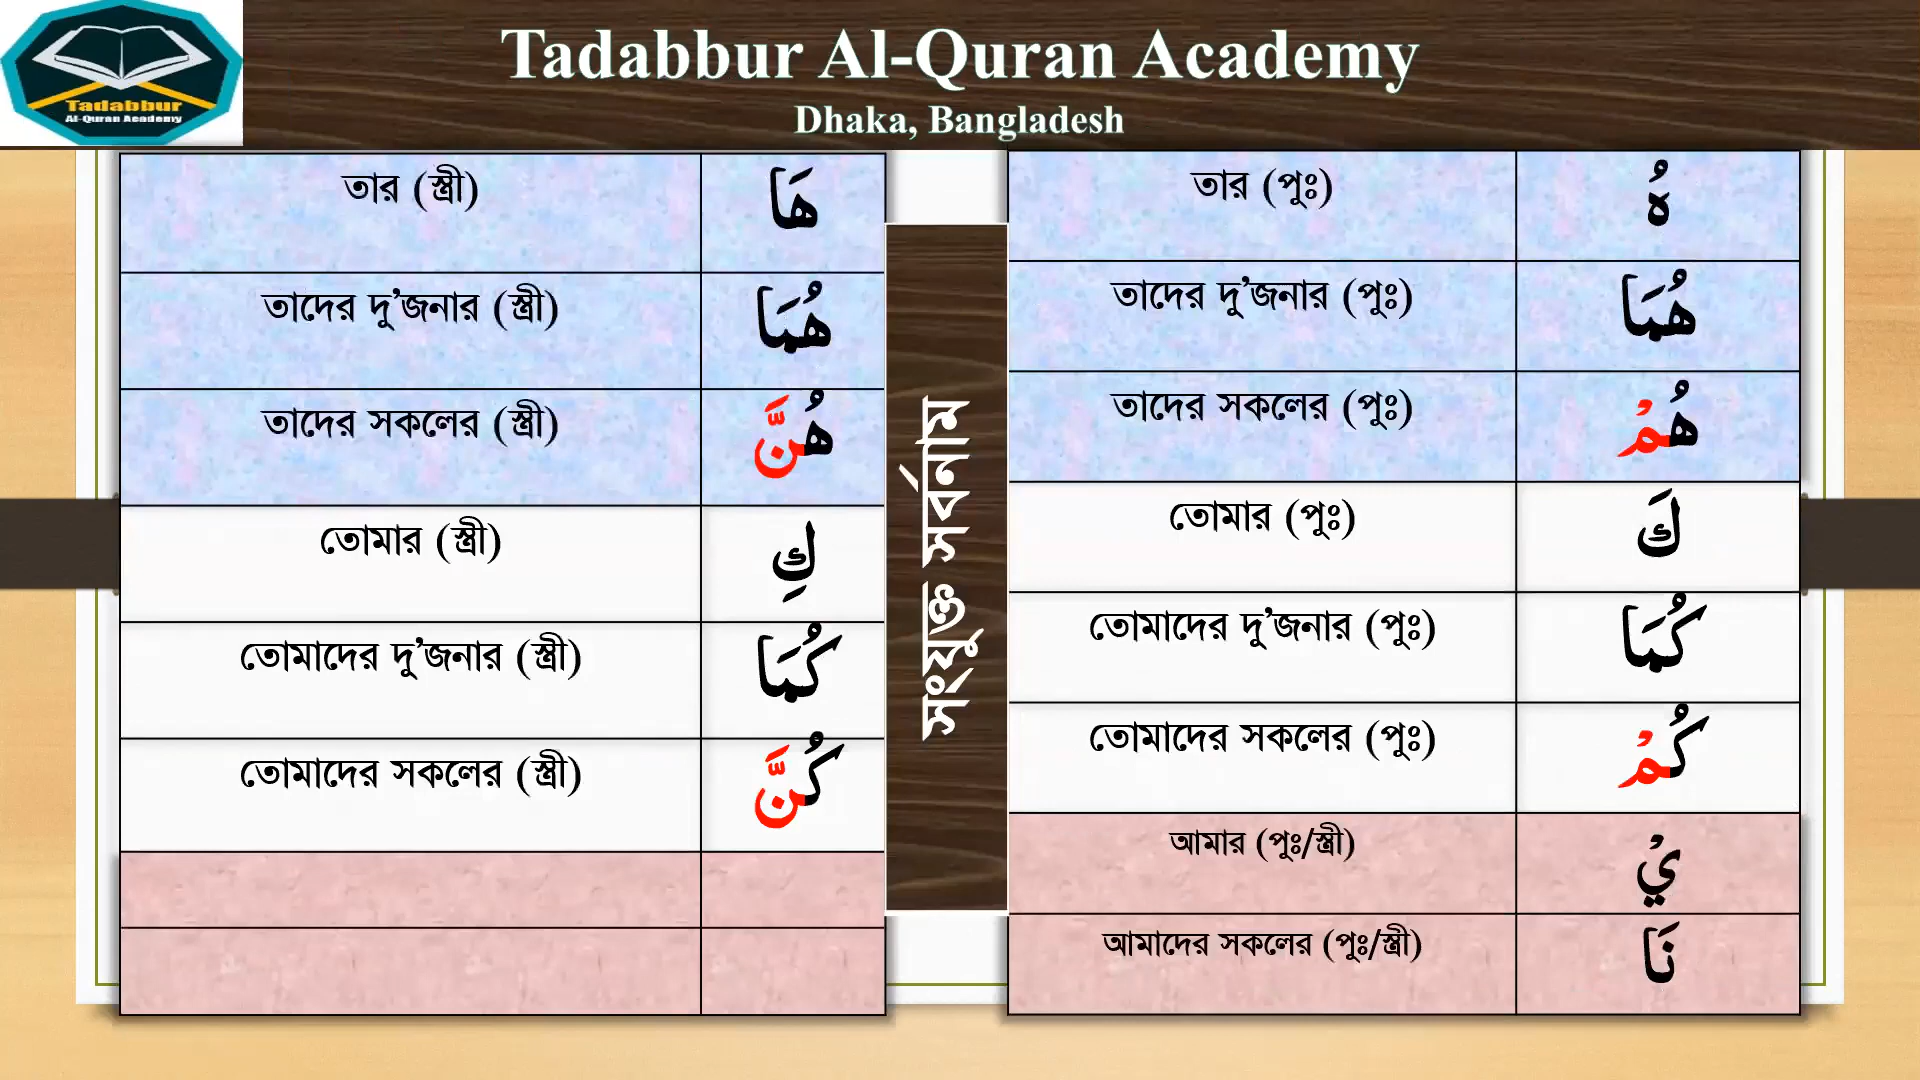 Tadabbur Al-Quran Academy
Dhaka, Bangladesh
Tadabbur
Al-Quran Academy
তার (স্ত্রী) هَا
তাদের দু’জনার (স্ত্রী) هُمَا
তাদের সকলের (স্ত্রী) هُنَّ
তোমার (স্ত্রী) كِ
তোমাদের দু’জনার (স্ত্রী) كُمَا
তোমাদের সকলের (স্ত্রী) كُنَّ
সংযুক্ত সর্বনাম
তার (পুঃ) هُ
তাদের দু’জনার (পুঃ) هُمَا
তাদের সকলের (পুঃ) هُمْ
তোমার (পুঃ) كَ
তোমাদের দু’জনার (পুঃ) كُمَا
তোমাদের সকলের (পুঃ) كُمْ
আমার (পুঃ/স্ত্রী) يْ
আমাদের সকলের (পুঃ/স্ত্রী) نَا